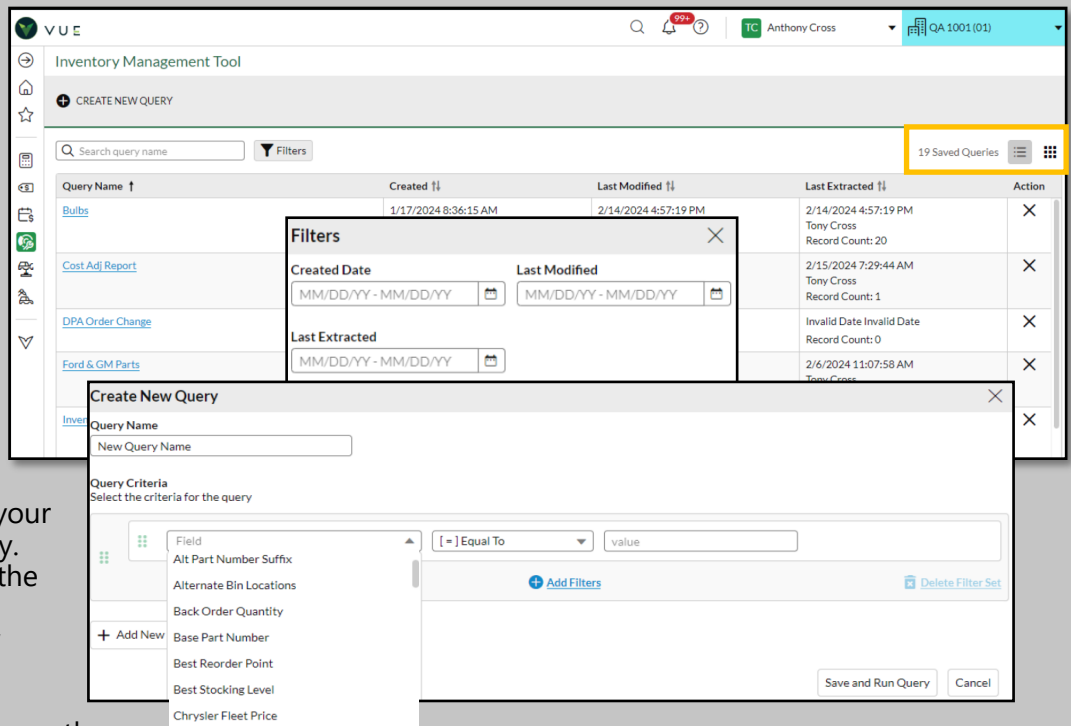 VUE
99+
TC Anthony Cross
QA 1001 (01)
Inventory Management Tool
CREATE NEW QUERY
Search query name
Filters
19 Saved Queries
Query Name Created Last Modified Last Extracted Action
Bulbs 1/17/2024 8:36:15 AM 2/14/2024 4:57:19 PM 2/14/2024 4:57:19 PM
Tony Cross
Record Count: 20
Cost Adj Report 2/15/2024 7:29:44 AM
Tony Cross
Record Count: 1
DPA Order Change Invalid Date Invalid Date
Record Count: 0
Ford & GM Parts 2/6/2024 11:07:58 AM
Tony Cross
Filters
Created Date Last Modified
MM/DD/YY - MM/DD/YY MM/DD/YY - MM/DD/YY
Last Extracted
MM/DD/YY - MM/DD/YY
Create New Query
Query Name
New Query Name
Query Criteria
Select the criteria for the query
Field [ = ] Equal To value
Alt Part Number Suffix
Alternate Bin Locations
Back Order Quantity
Base Part Number
Best Reorder Point
Best Stocking Level
Chrysler Fleet Price
Add Filters Delete Filter Set
+ Add New
Save and Run Query Cancel
your
y.
the